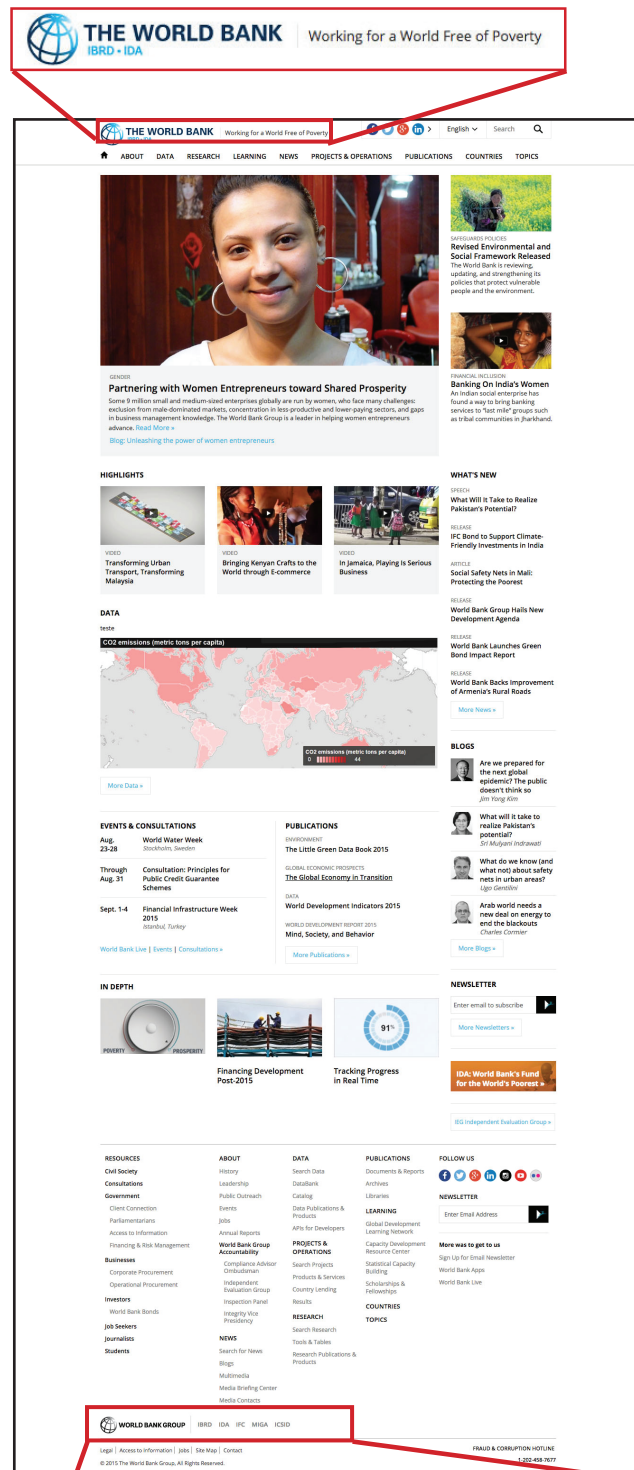 THE WORLD BANK
IBRD • IDA
Working for a World Free of Poverty
THE WORLD BANK
IBRD • IDA
Working for a World Free of Poverty
English
Search
ABOUT DATA RESEARCH LEARNING NEWS PROJECTS & OPERATIONS PUBLICATIONS COUNTRIES TOPICS
GENDER
Partnering with Women Entrepreneurs toward Shared Prosperity
Some 9 million small and medium-sized enterprises globally are run by women, who face many challenges:
exclusion from male-dominated markets, concentration in less-productive and lower-paying sectors, and gaps
in business management knowledge. The World Bank Group is a leader in helping women entrepreneurs
advance. Read More »
Blog: Unleashing the power of women entrepreneurs
SAFEGUARDS POLICIES
Revised Environmental and
Social Framework Released
The World Bank is reviewing,
updating, and strengthening its
policies that protect vulnerable
people and the environment.
FINANCIAL INCLUSION
Banking On India's Women
An Indian social enterprise has
found a way to bring banking
services to "last mile" groups such
as tribal communities in Jharkhand.
HIGHLIGHTS
VIDEO
Transforming Urban
Transport, Transforming
Malaysia
VIDEO
Bringing Kenyan Crafts to the
World through E-commerce
VIDEO
In Jamaica, Playing Is Serious
Business
WHAT'S NEW
SPEECH
What Will It Take to Realize
Pakistan's Potential?
RELEASE
IFC Bond to Support Climate-
Friendly Investments in India
ARTICLE
Social Safety Nets in Mali:
Protecting the Poorest
RELEASE
World Bank Group Hails New
Development Agenda
RELEASE
World Bank Launches Green
Bond Impact Report
RELEASE
World Bank Backs Improvement
of Armenia's Rural Roads
More News »
DATA
teste
CO2 emissions (metric tons per capita)
CO2 emissions (metric tons per capita)
0 44
More Data »
BLOGS
Are we prepared for
the next global
epidemic? The public
doesn't think so
Jim Yong Kim
What will it take to
realize Pakistan's
potential?
Sri Mulyani Indrawati
What do we know (and
what not) about safety
nets in urban areas?
Ugo Gentilini
Arab world needs a
new deal on energy to
end the blackouts
Charles Cormier
More Blogs »
EVENTS & CONSULTATIONS
Aug. 23-28
World Water Week
Stockholm, Sweden
Through Aug. 31
Consultation: Principles for
Public Credit Guarantee
Schemes
Sept. 1-4
Financial Infrastructure Week
2015
Istanbul, Turkey
World Bank Live | Events | Consultations »
PUBLICATIONS
ENVIRONMENT
The Little Green Data Book 2015
GLOBAL ECONOMIC PROSPECTS
The Global Economy in Transition
DATA
World Development Indicators 2015
WORLD DEVELOPMENT REPORT 2015
Mind, Society, and Behavior
More Publications »
IN DEPTH
POVERTY PROSPERITY
Financing Development
Post-2015
91%
Tracking Progress
in Real Time
NEWSLETTER
Enter email to subscribe
More Newsletters »
IDA: World Bank's Fund
for the World's Poorest »
IEG Independent Evaluation Group »
RESOURCES
Civil Society
Consultations
Government
Client Connection
Parliamentarians
Access to Information
Financing & Risk Management
Businesses
Corporate Procurement
Operational Procurement
Investors
World Bank Bonds
Job Seekers
Journalists
Students
ABOUT
History
Leadership
Public Outreach
Events
Jobs
Annual Reports
World Bank Group
Accountability
Compliance Advisor
Ombudsman
Independent
Evaluation Group
Inspection Panel
Integrity Vice
Presidency
NEWS
Search for News
Blogs
Multimedia
Media Briefing Center
Media Contacts
DATA
Search Data
DataBank
Catalog
Data Publications &
Products
APIs for Developers
PROJECTS &
OPERATIONS
Search Projects
Products & Services
Country Lending
Results
RESEARCH
Search Research
Tools & Tables
Research Publications &
Products
PUBLICATIONS
Documents & Reports
Archives
Libraries
LEARNING
Global Development
Learning Network
Capacity Development
Resource Center
Statistical Capacity
Building
Scholarships &
Fellowships
COUNTRIES
TOPICS
FOLLOW US
NEWSLETTER
Enter Email Address
More was to get to us
Sign Up for Email Newsletter
World Bank Apps
World Bank Live
WORLD BANK GROUP
IBRD IDA IFC MIGA ICSID
Legal | Access to Information | Jobs | Site Map | Contact
© 2015 The World Bank Group, All Rights Reserved.
FRAUD & CORRUPTION HOTLINE
1-202-458-7677